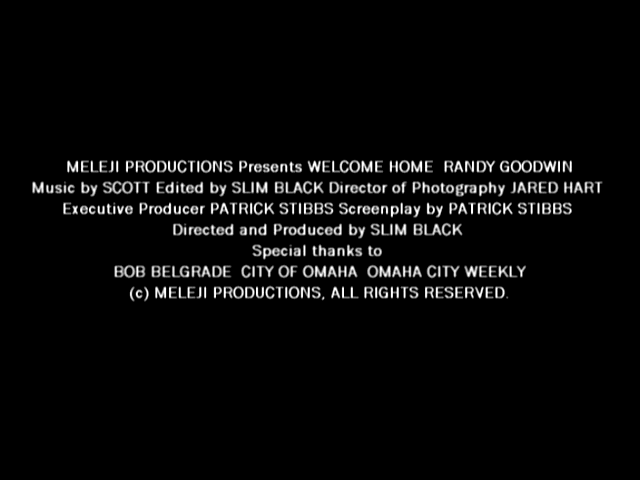 MELEJI PRODUCTIONS Presents WELCOME HOME  RANDY GOODWIN
Music by SCOTT Edited by SLIM BLACK Director of Photography JARED HART
Executive Producer PATRICK STIBBS Screenplay by PATRICK STIBBS
Directed and Produced by SLIM BLACK
Special thanks to
BOB BELGRADE  CITY OF OMAHA  OMAHA CITY WEEKLY
(c) MELEJI PRODUCTIONS, ALL RIGHTS RESERVED.